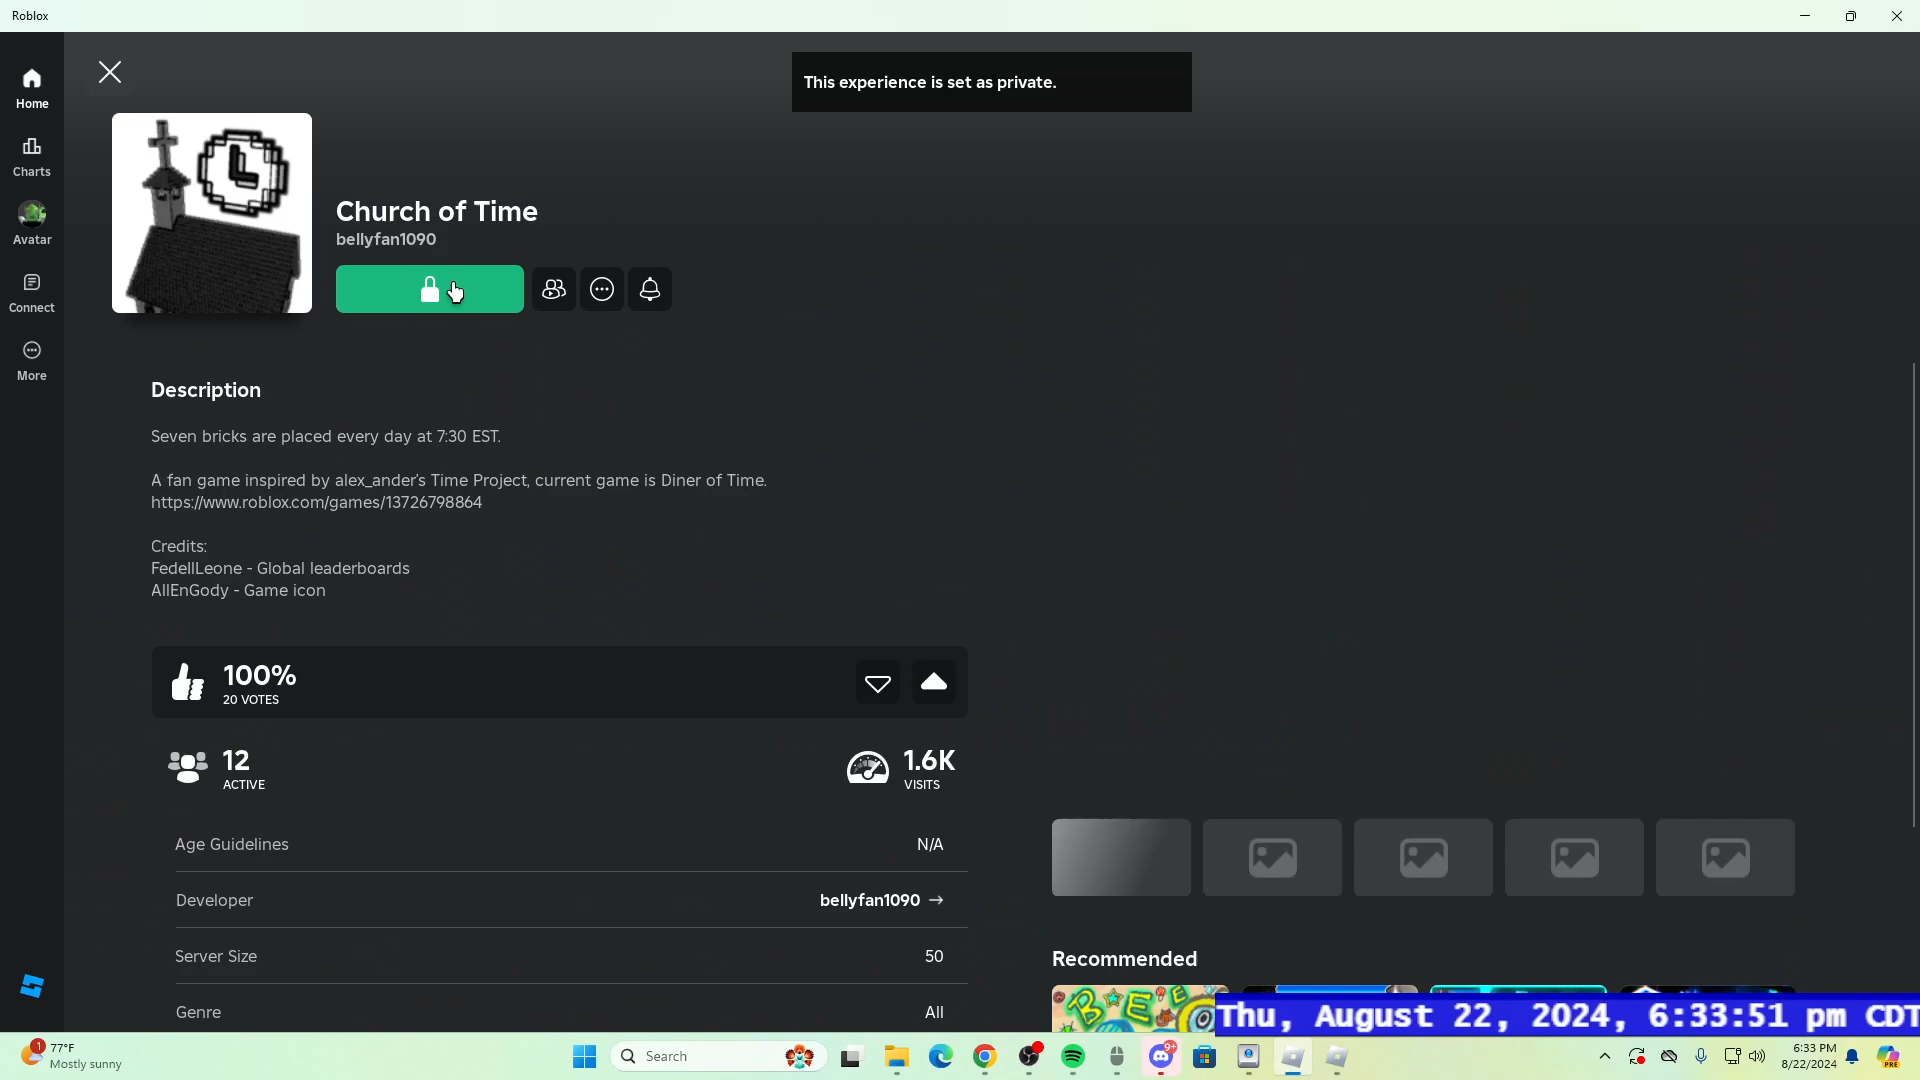 Roblox
This experience is set as private.
Home
Charts
Avatar
Connect
More
Church of Time
bellyfan1090
Description
Seven bricks are placed every day at 7:30 EST.
A fan game inspired by alex_ander's Time Project, current game is Diner of Time.
https://www.roblox.com/games/13726798864
Credits:
FedellLeone - Global leaderboards
AllEnGody - Game icon
100%
20 VOTES
12
ACTIVE
1.6K
VISITS
Age Guidelines
N/A
Developer
bellyfan1090 →
Server Size
50
Genre
All
Recommended
BEE
Thu, August 22, 2024, 6:33:51 pm CDT
1
77°F
Mostly sunny
Search
9+
PRE
6:33 PM
8/22/2024